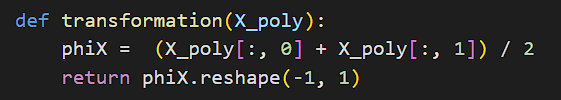 def transformation(X_poly):
    phiX =  (X_poly[:, 0] + X_poly[:, 1]) / 2
    return phiX.reshape(-1, 1)